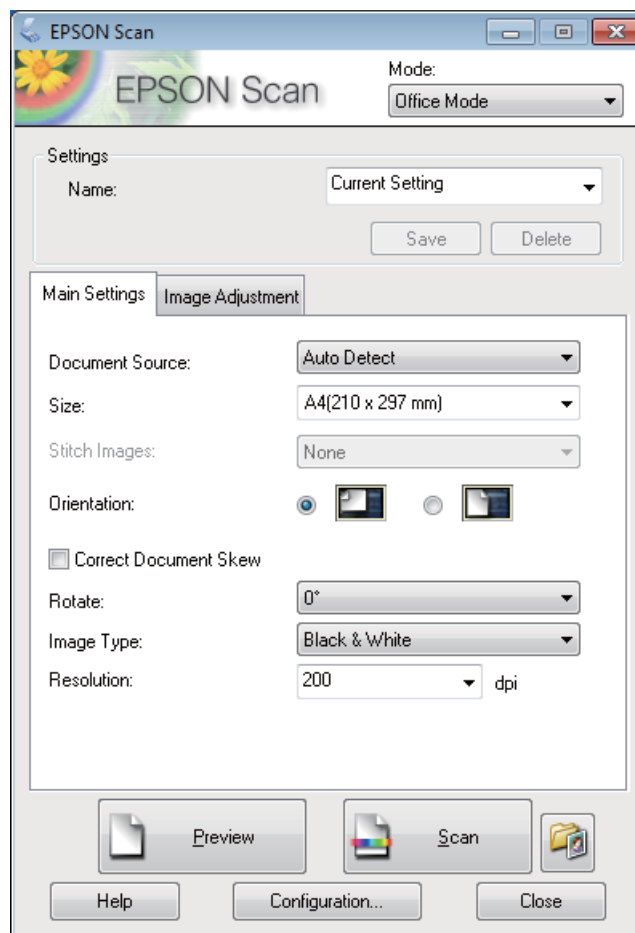 EPSON Scan
EPSON Scan
Mode:
Office Mode
Settings
Name:
Current Setting
Save
Delete
Main Settings
Image Adjustment
Document Source:
Auto Detect
Size:
A4(210 x 297 mm)
Stitch Images:
None
Orientation:
Correct Document Skew
Rotate:
0°
Image Type:
Black & White
Resolution:
200
dpi
Preview
Scan
Help
Configuration...
Close